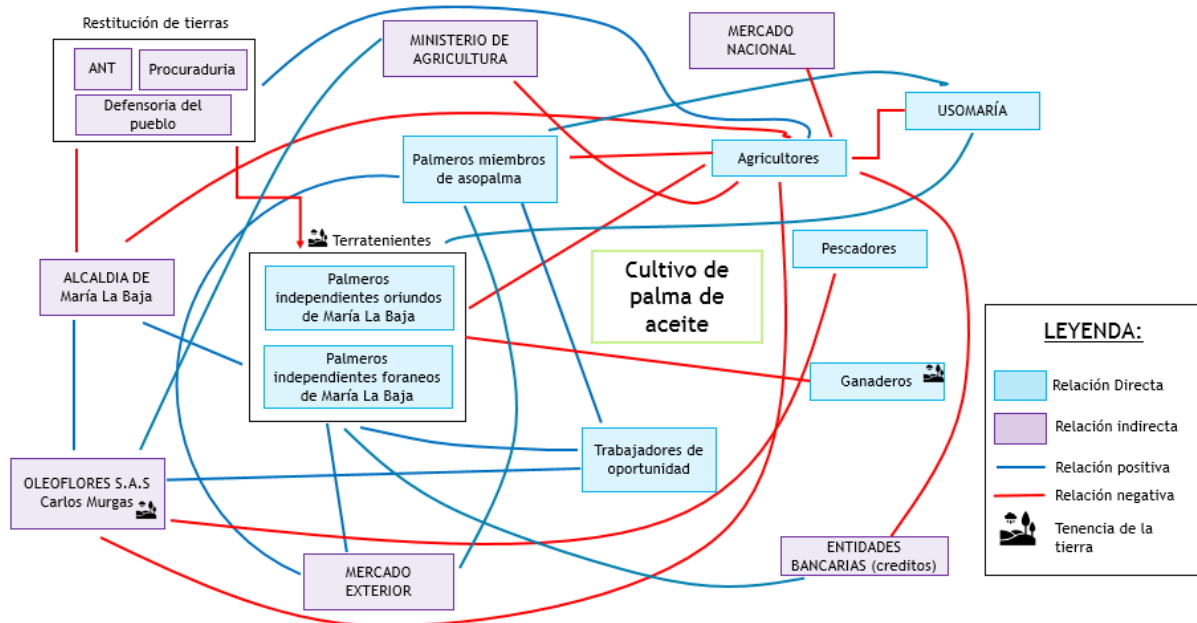 Restitución de tierras
ANT
Procuraduria
Defensoria del
pueblo
MINISTERIO DE
AGRICULTURA
MERCADO
NACIONAL
USOMARÍA
Palmeros miembros
de asopalma
Agricultores
Terratenientes
Pescadores
ALCALDIA DE
María La Baja
Palmeros
independientes oriundos
de María La Baja
Cultivo de
palma de
aceite
Palmeros
independientes foraneos
de María La Baja
Ganaderos
Trabajadores de
oportunidad
OLEOFLORES S.A.S
Carlos Murgas
MERCADO
EXTERIOR
ENTIDADES
BANCARIAS (creditos)
LEYENDA:
Relación Directa
Relación indirecta
Relación positiva
Relación negativa
Tenencia de la
tierra